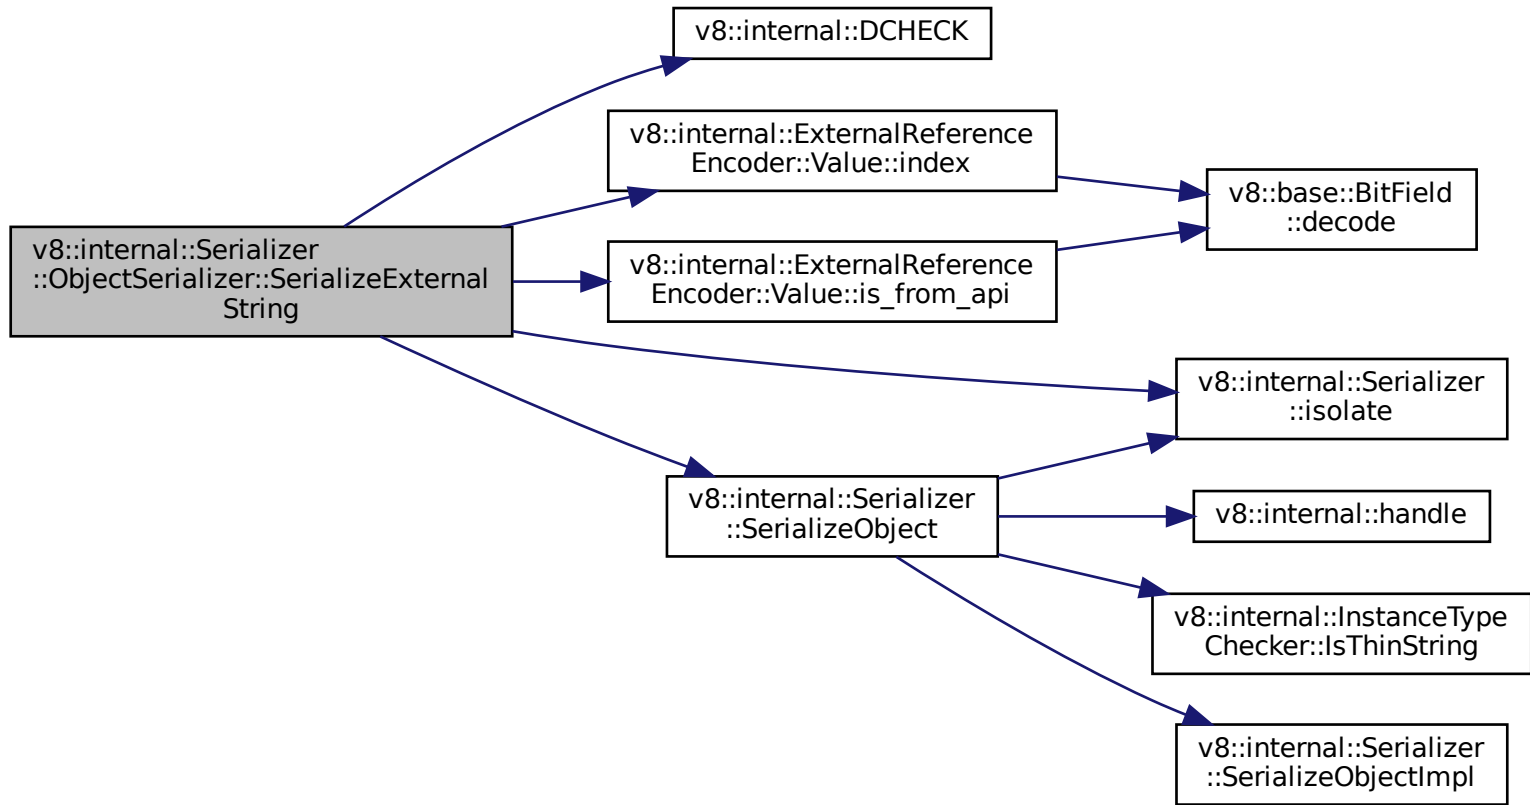 v8::internal::DCHECK
v8::internal::ExternalReference
Encoder::Value::index
v8::base::BitField
::decode
v8::internal::Serializer
::ObjectSerializer::SerializeExternal
String
v8::internal::ExternalReference
Encoder::Value::is_from_api
v8::internal::Serializer
::isolate
v8::internal::Serializer
::SerializeObject
v8::internal::handle
v8::internal::InstanceType
Checker::IsThinString
v8::internal::Serializer
::SerializeObjectImpl